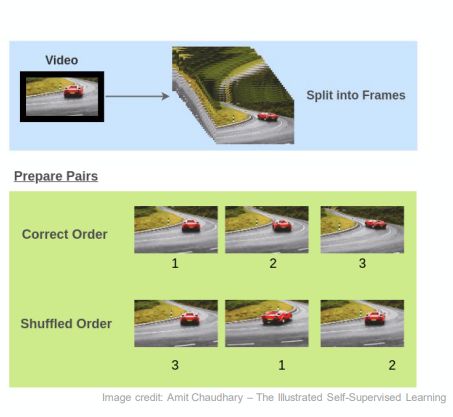 Video
Split into Frames
Prepare Pairs
Correct Order
1 2 3
Shuffled Order
3 1 2
Image credit: Amit Chaudhary – The Illustrated Self-Supervised Learning